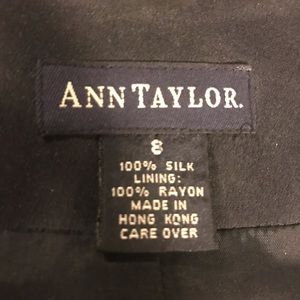 ANN TAYLOR.
8
100% SILK
LINING:
100% RAYON
MADE IN
HONG KONG
CARE OVER